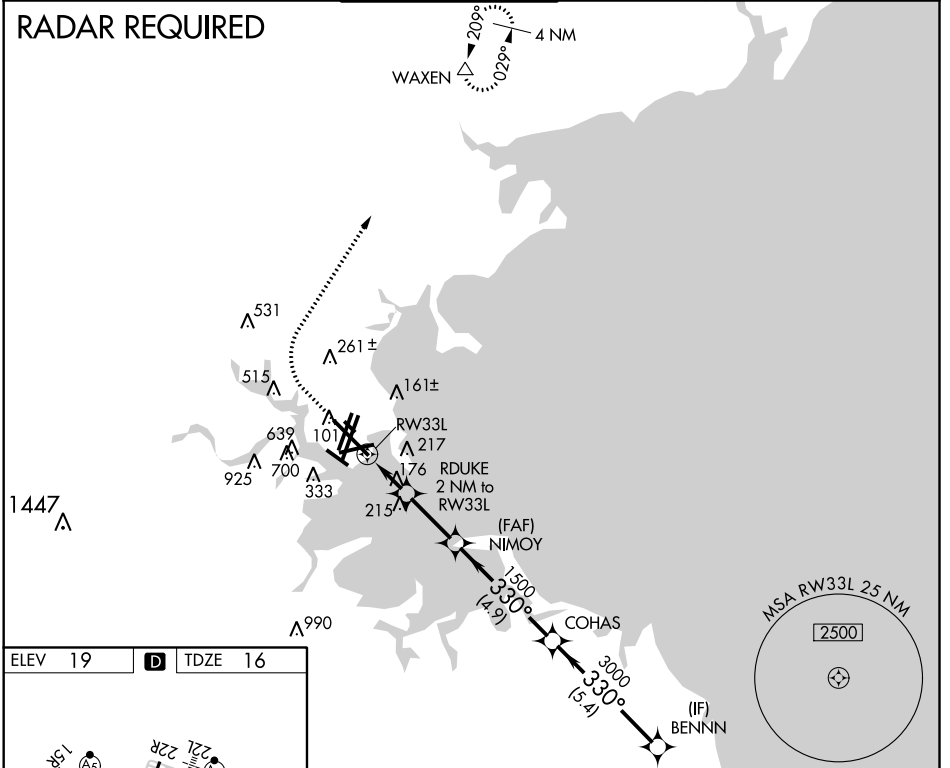 RADAR REQUIRED
209°
4 NM
029°
WAXEN
531
261±
515
161±
RW33L
101
639
217
700
925
333
176
RDUKE
2 NM to
RW33L
215
1447
(FAF)
NIMOY
1500
330°
(4.9)
COHAS
990
3000
330°
(5.4)
(IF)
BENNN
MSA RW33L 25 NM
2500
ELEV 19
D
TDZE 16
15R
A5
22R
22L